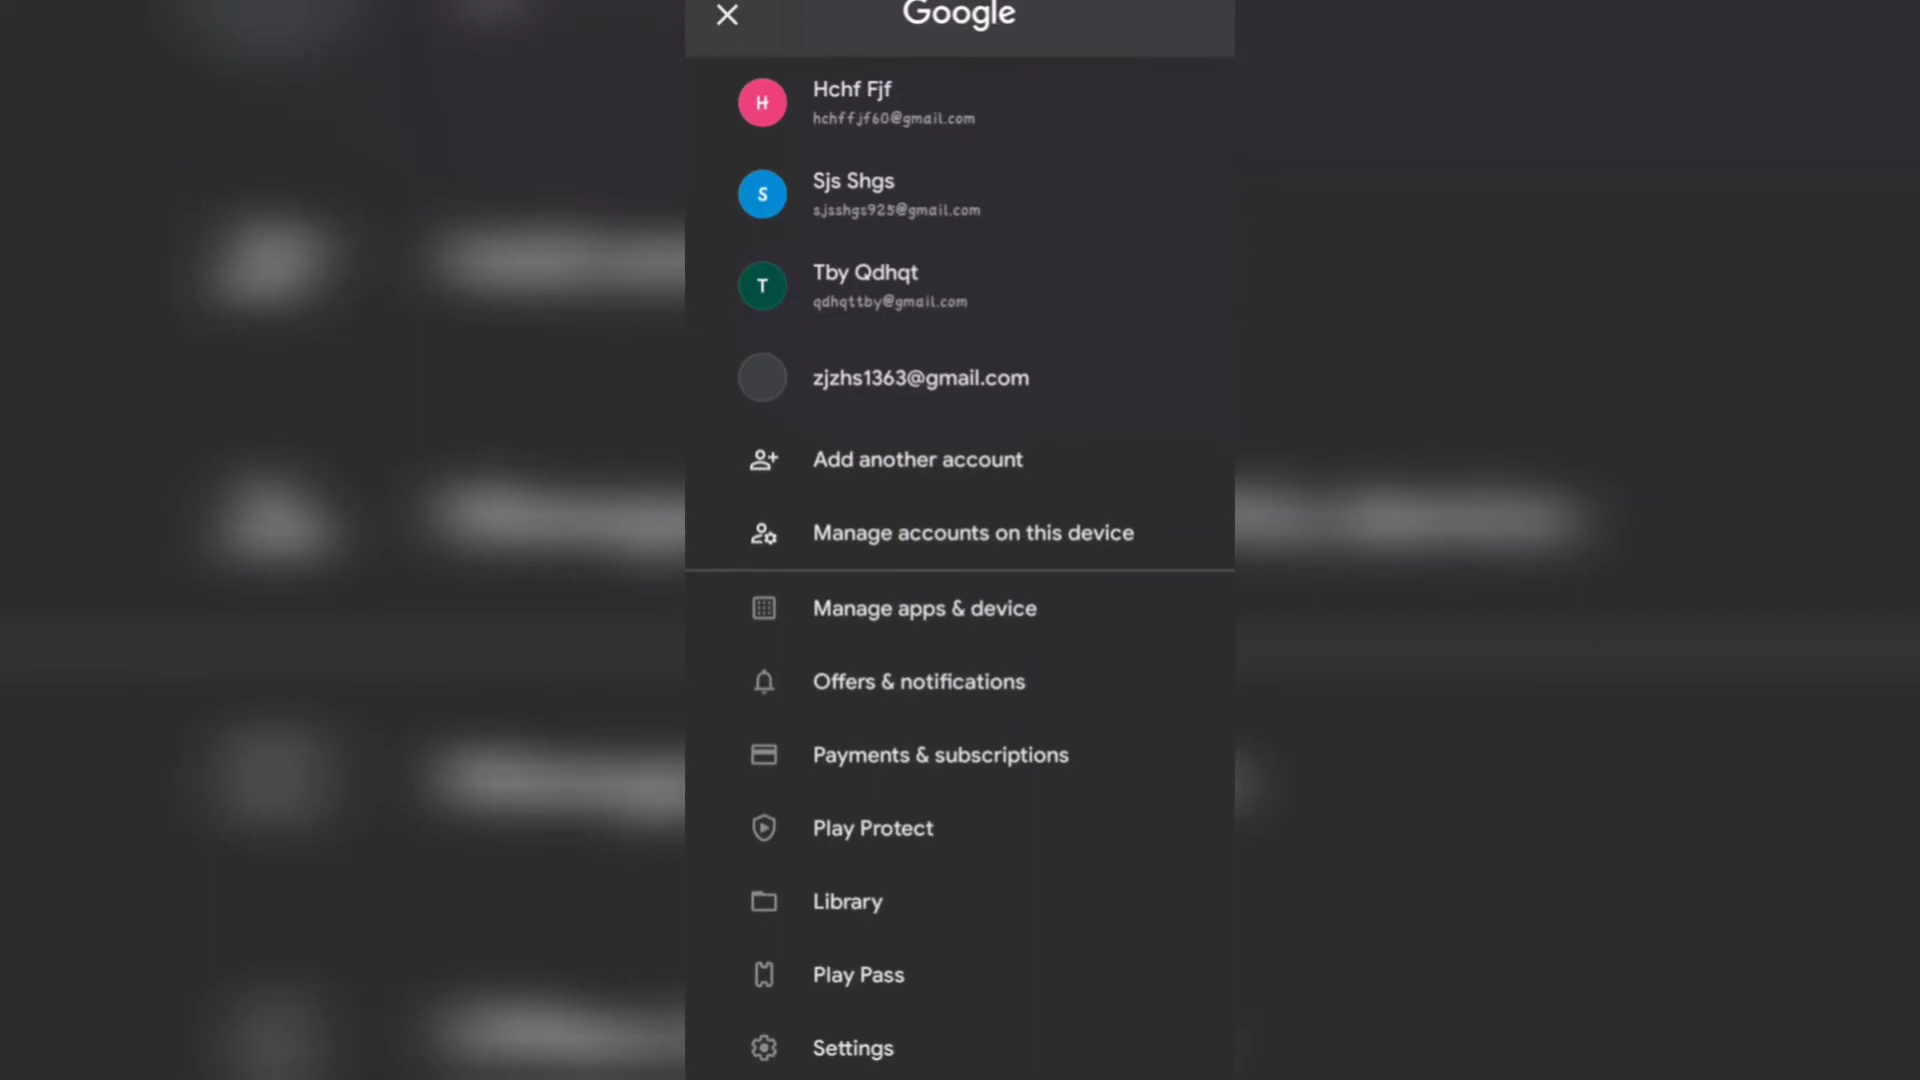 Google
H
Hchf Fjf
hchffjf60@gmail.com
S
Sjs Shgs
sjsshgs925@gmail.com
T
Tby Qdhqt
qdhqttby@gmail.com
zjzhs1363@gmail.com
Add another account
Manage accounts on this device
Manage apps & device
Offers & notifications
Payments & subscriptions
Play Protect
Library
Play Pass
Settings